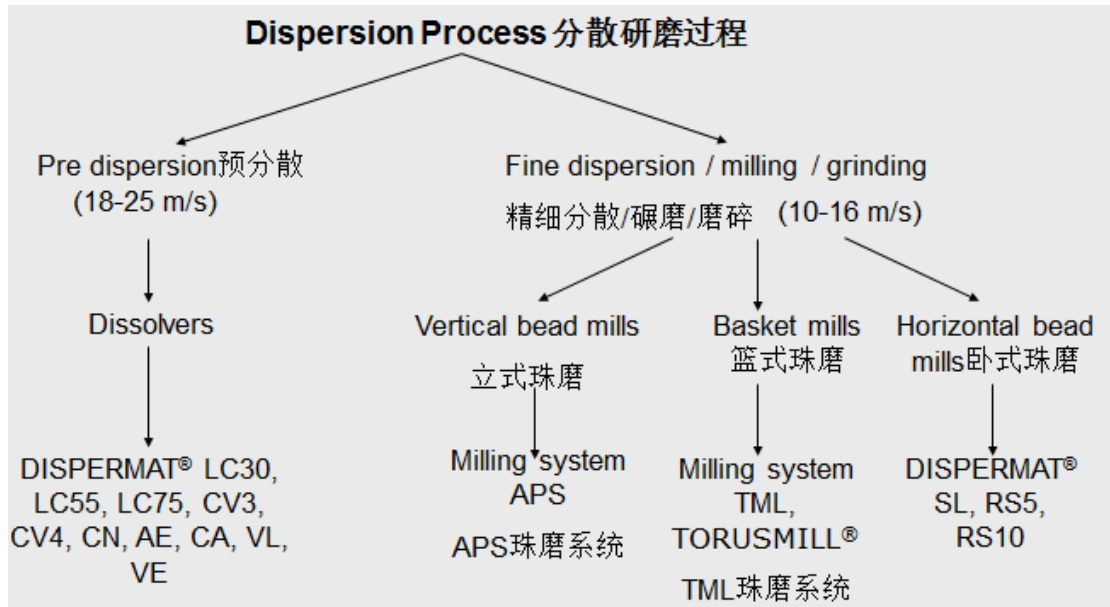 Dispersion Process 分散研磨过程
Pre dispersion预分散
(18-25 m/s)
Fine dispersion / milling / grinding
精细分散/碾磨/磨碎 (10-16 m/s)
Dissolvers
Vertical bead mills
立式珠磨
Basket mills
篮式珠磨
Horizontal bead
mills卧式珠磨
DISPERMAT® LC30,
LC55, LC75, CV3,
CV4, CN, AE, CA, VL,
VE
Milling system
APS
APS珠磨系统
Milling system
TML,
TORUSMILL®
TML珠磨系统
DISPERMAT®
SL, RS5,
RS10